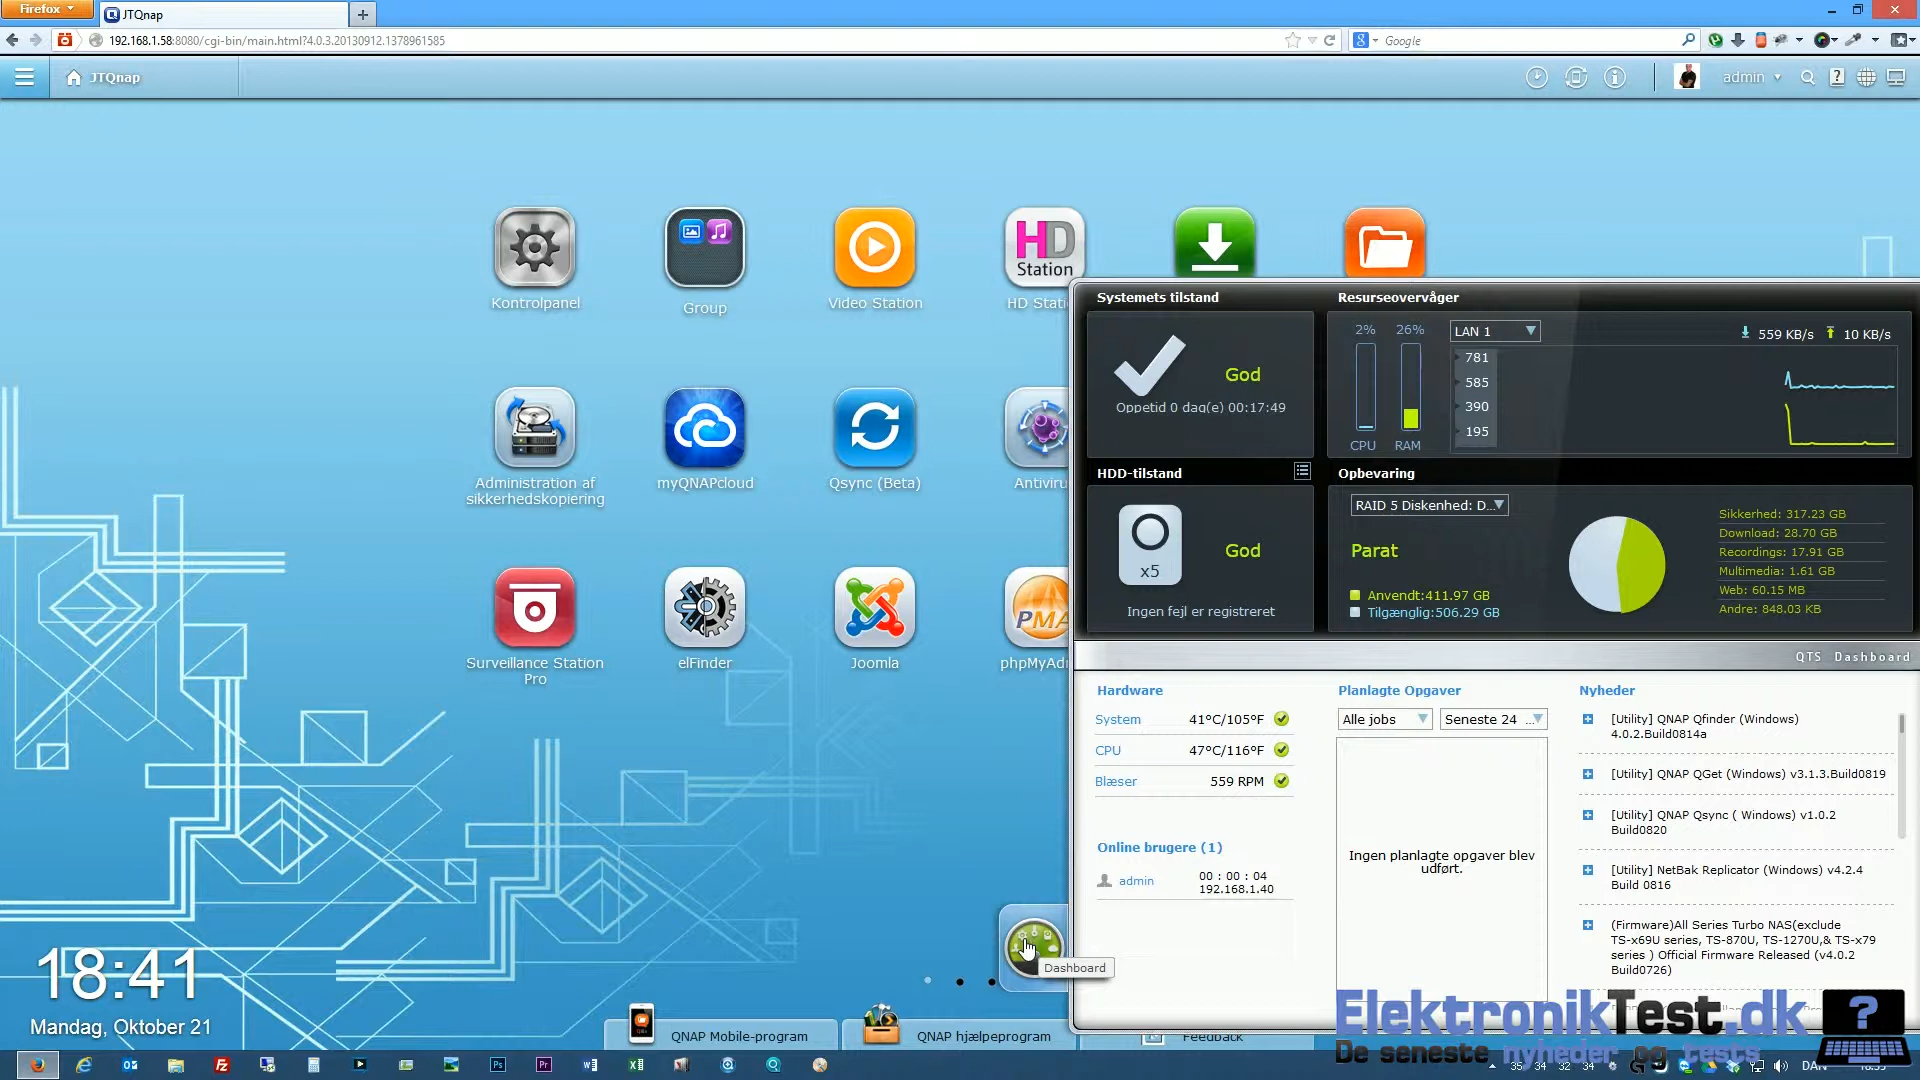 Firefox
JTQnap
192.168.1.58:8080/cgi-bin/main.html?4.0.3.20130912.1378961585
Google
JTQnap
admin
HD
Station
Kontrolpanel
Group
Video Station
HD Stati
Administration af
sikkerhedskopiering
myQNAPcloud
Qsync (Beta)
Antiviru
Surveillance Station
Pro
elFinder
Joomla
PMA
phpMyAdm
Systemets tilstand
God
Oppetid 0 dag(e) 00:17:49
Resurseovervåger
2%
26%
CPU
RAM
LAN 1
559 KB/s
10 KB/s
781
585
390
195
HDD-tilstand
x5
God
Ingen fejl er registreret
Opbevaring
RAID 5 Diskenhed: D...
Parat
Anvendt:411.97 GB
Tilgænglig:506.29 GB
Sikkerhed: 317.23 GB
Download: 28.70 GB
Recordings: 17.91 GB
Multimedia: 1.61 GB
Web: 60.15 MB
Andre: 848.03 KB
QTS Dashboard
Hardware
System 41°C/105°F
CPU 47°C/116°F
Blæser 559 RPM
Online brugere (1)
admin
00 : 00 : 04
192.168.1.40
Planlagte Opgaver
Alle jobs
Seneste 24 ...
Ingen planlagte opgaver blev
udført.
Nyheder
[Utility] QNAP Qfinder (Windows)
4.0.2.Build0814a
[Utility] QNAP QGet (Windows) v3.1.3.Build0819
[Utility] QNAP Qsync ( Windows) v1.0.2
Build0820
[Utility] NetBak Replicator (Windows) v4.2.4
Build 0816
(Firmware)All Series Turbo NAS(exclude
TS-x69U series, TS-870U, TS-1270U,& TS-x79
series ) Official Firmware Released (v4.0.2
Build0726)
Dashboard
18:41
Mandag, Oktober 21
QNAP Mobile-program
QNAP hjælpeprogram
Feedback
ElektronikTest.dk
De seneste nyheder og tests
35 34 32 34
DAN